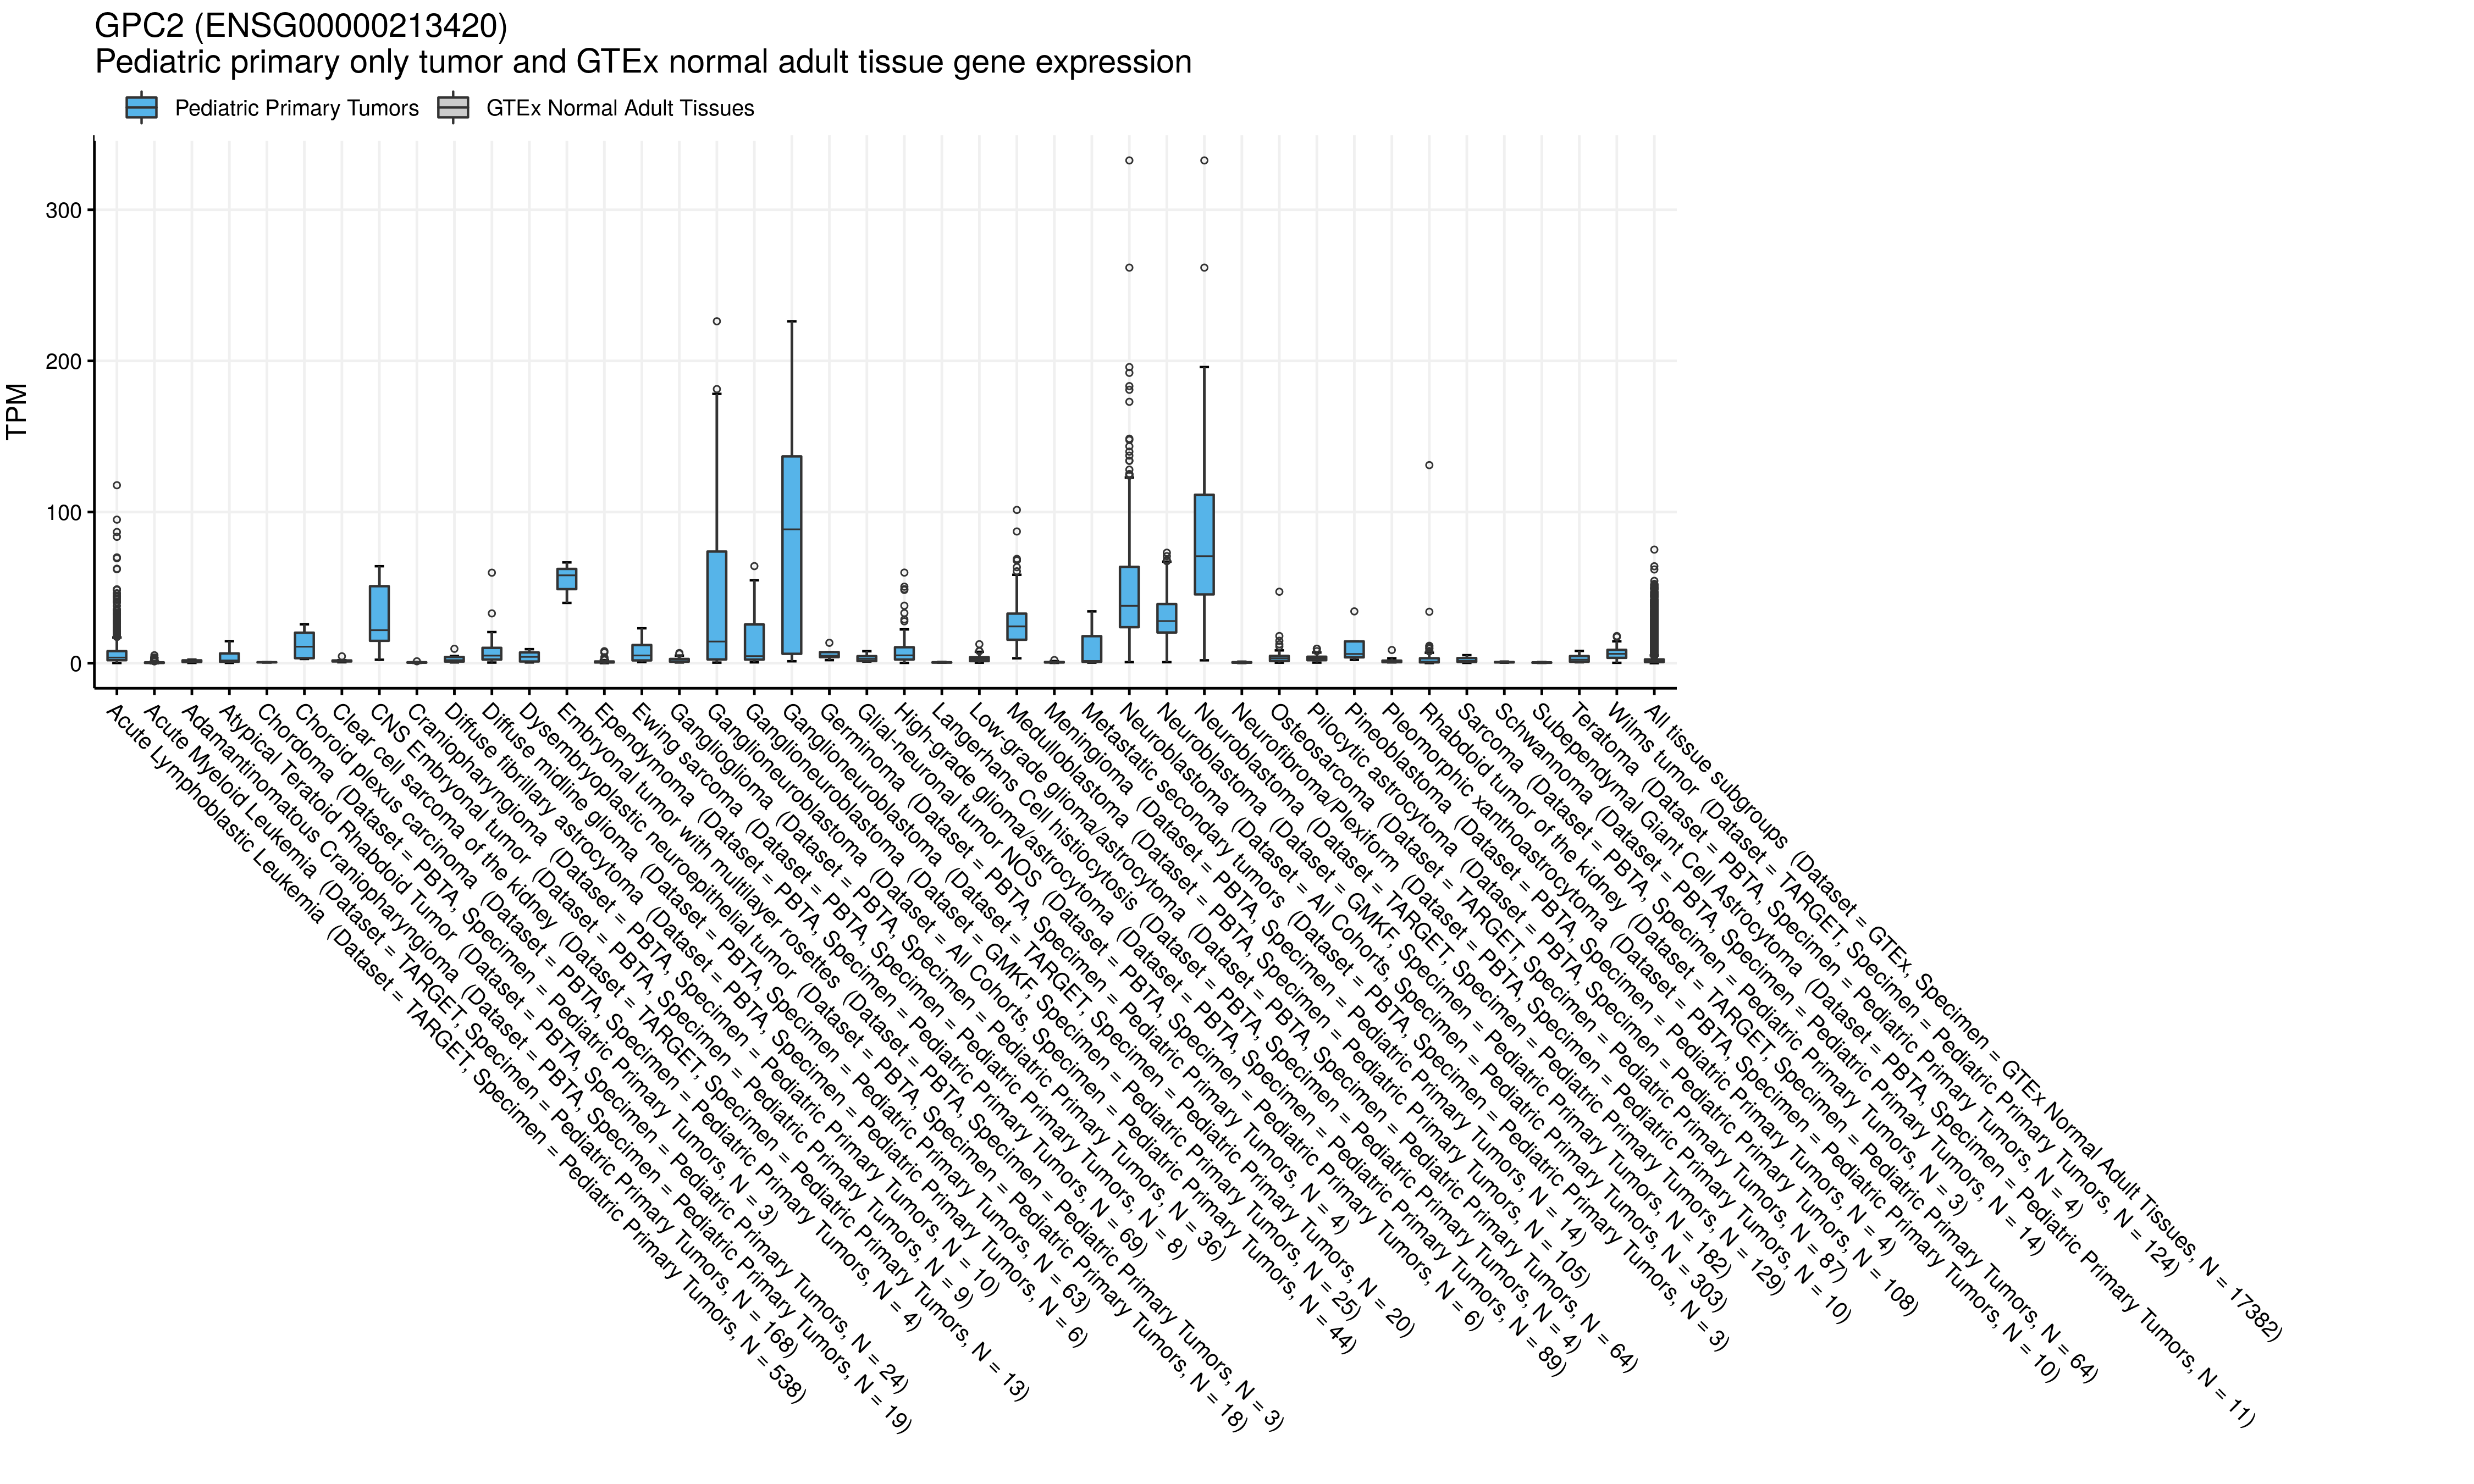 GPC2 (ENSG00000213420)
Pediatric primary only tumor and GTEx normal adult tissue gene expression
Pediatric Primary Tumors
GTEx Normal Adult Tissues
TPM
300
200
100
0
Acute Lymphoblastic Leukemia (Dataset = TARGET, Specimen = Pediatric Primary Tumors, N = 538)
Acute Myeloid Leukemia (Dataset = TARGET, Specimen = Pediatric Primary Tumors, N = 168)
Adamantinomatous Craniopharyngioma (Dataset = PBTA, Specimen = Pediatric Primary Tumors, N = 19)
Atypical Teratoid Rhabdoid Tumor (Dataset = PBTA, Specimen = Pediatric Primary Tumors, N = 24)
Chordoma (Dataset = PBTA, Specimen = Pediatric Primary Tumors, N = 3)
Choroid plexus carcinoma (Dataset = PBTA, Specimen = Pediatric Primary Tumors, N = 4)
Clear cell sarcoma of the kidney (Dataset = TARGET, Specimen = Pediatric Primary Tumors, N = 13)
CNS Embryonal tumor (Dataset = PBTA, Specimen = Pediatric Primary Tumors, N = 9)
Craniopharyngioma (Dataset = PBTA, Specimen = Pediatric Primary Tumors, N = 10)
Diffuse fibrillary astrocytoma (Dataset = PBTA, Specimen = Pediatric Primary Tumors, N = 6)
Diffuse midline glioma (Dataset = PBTA, Specimen = Pediatric Primary Tumors, N = 63)
Dysembryoplastic neuroepithelial tumor (Dataset = PBTA, Specimen = Pediatric Primary Tumors, N = 18)
Embryonal tumor with multilayer rosettes (Dataset = PBTA, Specimen = Pediatric Primary Tumors, N = 3)
Ependymoma (Dataset = PBTA, Specimen = Pediatric Primary Tumors, N = 69)
Ewing sarcoma (Dataset = PBTA, Specimen = Pediatric Primary Tumors, N = 8)
Ganglioglioma (Dataset = PBTA, Specimen = Pediatric Primary Tumors, N = 36)
Ganglioneuroblastoma (Dataset = All Cohorts, Specimen = Pediatric Primary Tumors, N = 44)
Ganglioneuroblastoma (Dataset = GMKF, Specimen = Pediatric Primary Tumors, N = 25)
Ganglioneuroblastoma (Dataset = TARGET, Specimen = Pediatric Primary Tumors, N = 20)
Germinoma (Dataset = PBTA, Specimen = Pediatric Primary Tumors, N = 4)
Glial-neuronal tumor NOS (Dataset = PBTA, Specimen = Pediatric Primary Tumors, N = 6)
High-grade glioma/astrocytoma (Dataset = PBTA, Specimen = Pediatric Primary Tumors, N = 89)
Langerhans Cell histiocytosis (Dataset = PBTA, Specimen = Pediatric Primary Tumors, N = 4)
Low-grade glioma/astrocytoma (Dataset = PBTA, Specimen = Pediatric Primary Tumors, N = 64)
Medulloblastoma (Dataset = PBTA, Specimen = Pediatric Primary Tumors, N = 105)
Meningioma (Dataset = PBTA, Specimen = Pediatric Primary Tumors, N = 14)
Metastatic secondary tumors (Dataset = PBTA, Specimen = Pediatric Primary Tumors, N = 3)
Neuroblastoma (Dataset = All Cohorts, Specimen = Pediatric Primary Tumors, N = 303)
Neuroblastoma (Dataset = GMKF, Specimen = Pediatric Primary Tumors, N = 182)
Neuroblastoma (Dataset = TARGET, Specimen = Pediatric Primary Tumors, N = 129)
Neurofibroma/Plexiform (Dataset = PBTA, Specimen = Pediatric Primary Tumors, N = 10)
Osteosarcoma (Dataset = TARGET, Specimen = Pediatric Primary Tumors, N = 87)
Pilocytic astrocytoma (Dataset = PBTA, Specimen = Pediatric Primary Tumors, N = 108)
Pineoblastoma (Dataset = PBTA, Specimen = Pediatric Primary Tumors, N = 4)
Pleomorphic xanthoastrocytoma (Dataset = PBTA, Specimen = Pediatric Primary Tumors, N = 10)
Rhabdoid tumor of the kidney (Dataset = TARGET, Specimen = Pediatric Primary Tumors, N = 64)
Sarcoma (Dataset = PBTA, Specimen = Pediatric Primary Tumors, N = 3)
Schwannoma (Dataset = PBTA, Specimen = Pediatric Primary Tumors, N = 14)
Subependymal Giant Cell Astrocytoma (Dataset = PBTA, Specimen = Pediatric Primary Tumors, N = 11)
Teratoma (Dataset = PBTA, Specimen = Pediatric Primary Tumors, N = 4)
Wilms tumor (Dataset = TARGET, Specimen = Pediatric Primary Tumors, N = 124)
All tissue subgroups (Dataset = GTEx, Specimen = GTEx Normal Adult Tissues, N = 17382)